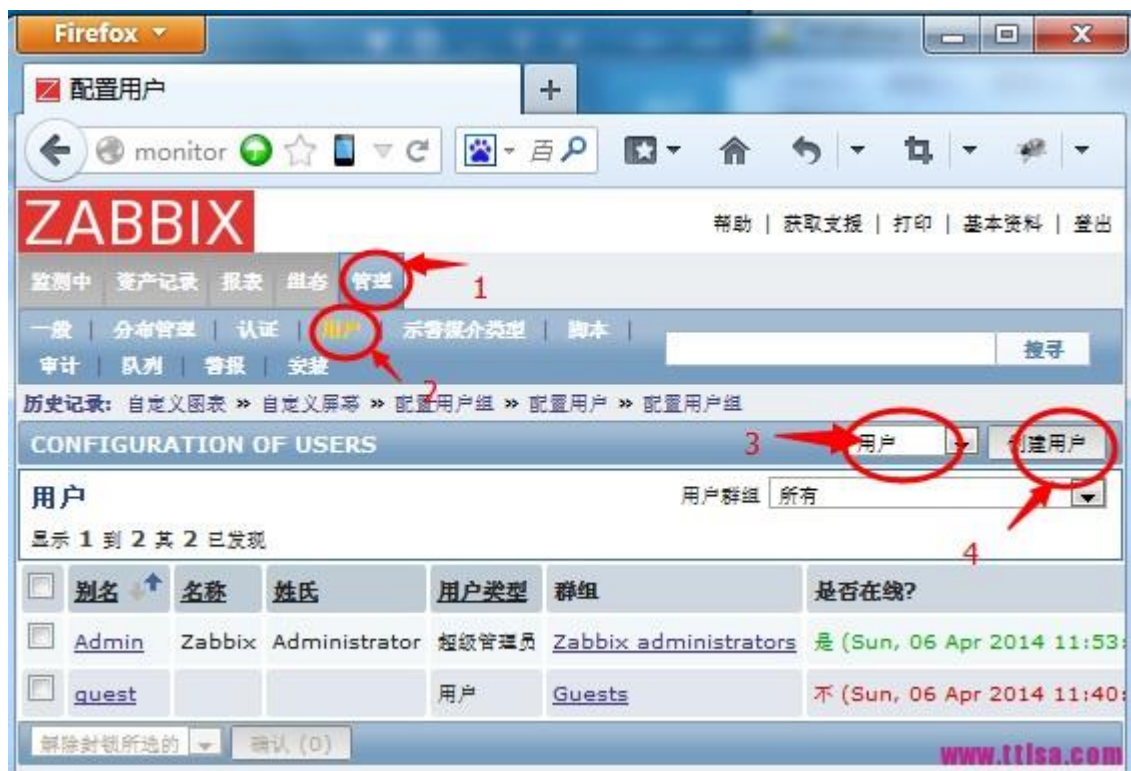 Firefox
配置用户
monitor 百
ZABBIX
帮助 | 获取支援 | 打印 | 基本资料 | 登出
监测中 资产记录 报表 组态 管理 1
一般 | 分布管理 | 认证 | 用户 | 示警媒介类型 | 脚本 |
审计 | 队列 | 警报 | 安装 搜寻
2
历史记录: 自定义图表 » 自定义屏幕 » 配置用户组 » 配置用户 » 配置用户组
CONFIGURATION OF USERS 3 用户 创建用户
用户 用户群组 所有
显示 1 到 2 其 2 已发现
4
别名 名称 姓氏 用户类型 群组 是否在线?
Admin Zabbix Administrator 超级管理员 Zabbix administrators 是 (Sun, 06 Apr 2014 11:53:
guest 用户 Guests 不 (Sun, 06 Apr 2014 11:40:
解除封锁所选的 确认 (0)
www.ttlsa.com